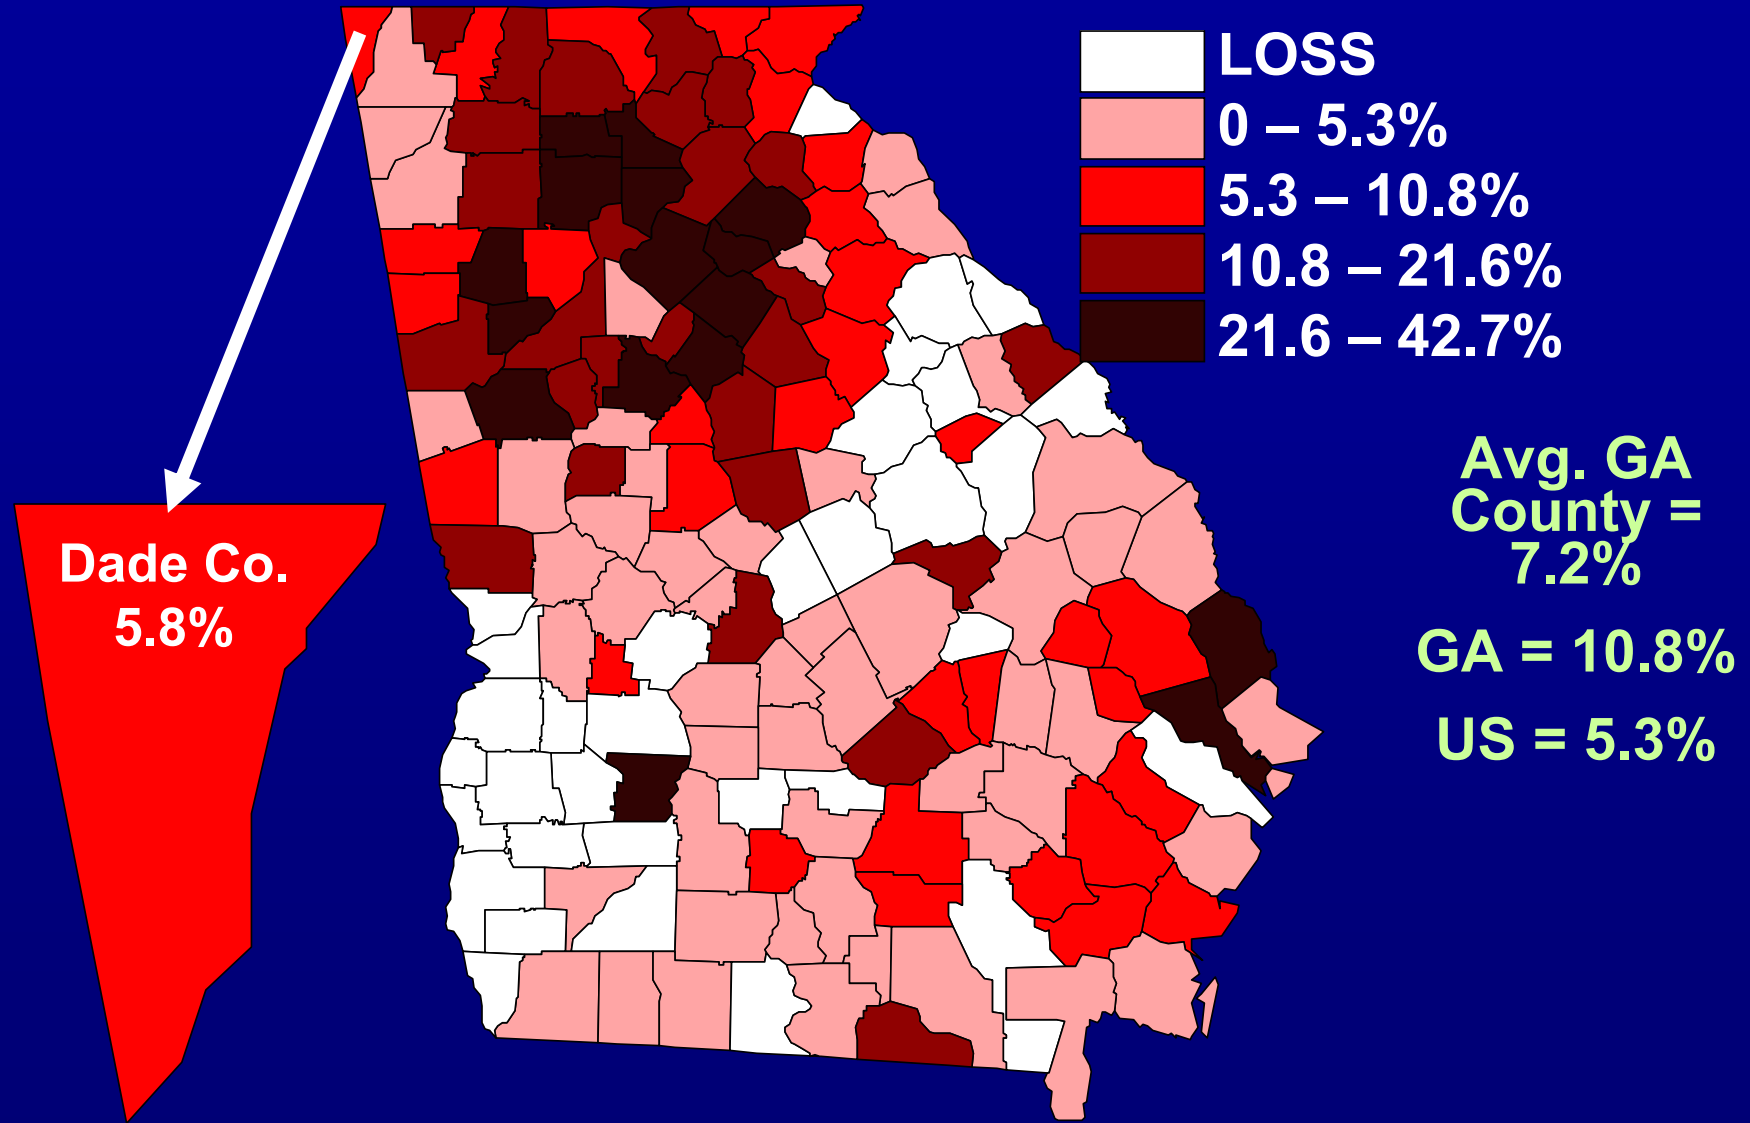 LOSS
0 – 5.3%
5.3 – 10.8%
10.8 – 21.6%
21.6 – 42.7%
Avg. GA
County =
7.2%
GA = 10.8%
US = 5.3%
Dade Co.
5.8%